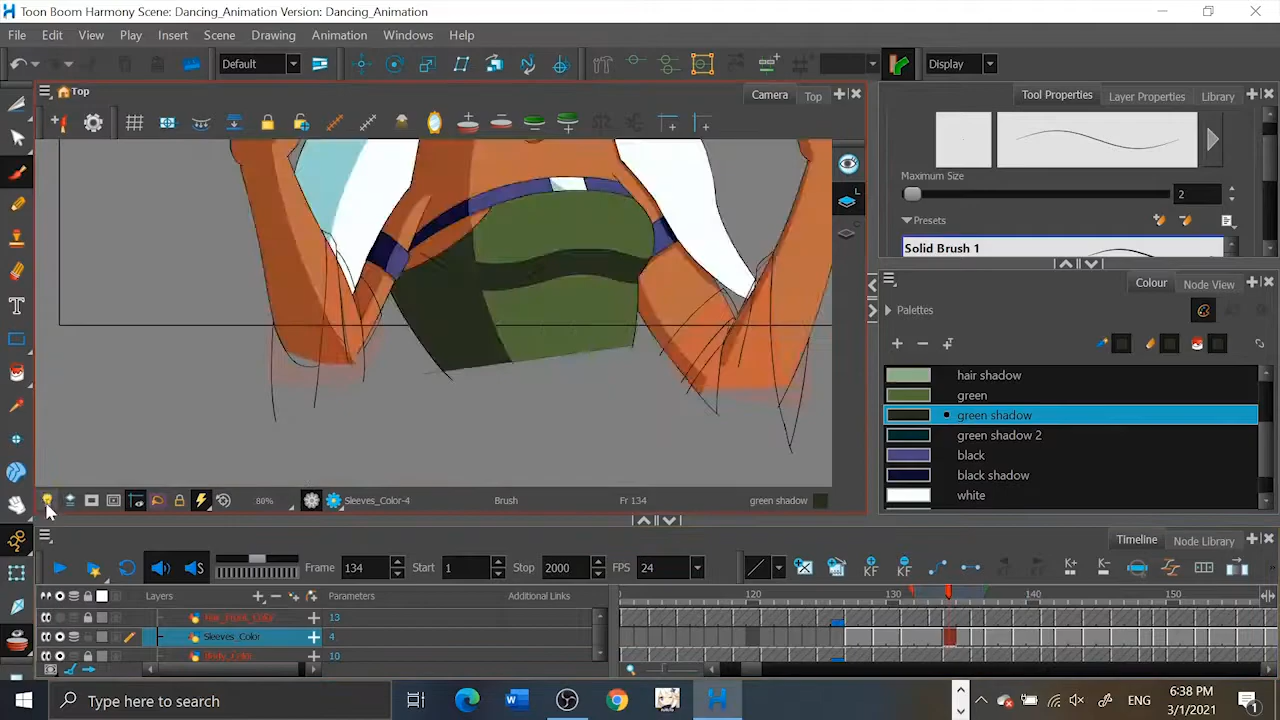 Toon Boom Harmony Scene: Dancing_Animation Version: Dancing_Animation
File Edit View Play Insert Scene Drawing Animation Windows Help
Default
Display
Top
Camera Top
Tool Properties Layer Properties Library
Maximum Size
2
Presets
Solid Brush 1
Colour Node View
Palettes
hair shadow
green
green shadow
green shadow 2
black
black shadow
white
80% Sleeves_Color-4 Brush Fr 134 green shadow
Timeline Node Library
Frame 134 Start 1 Stop 2000 FPS 24
Layers Parameters Additional Links
120 130 140 150
13
Sleeves_Color 4
10
Type here to search
ENG
6:38 PM
3/1/2021
1